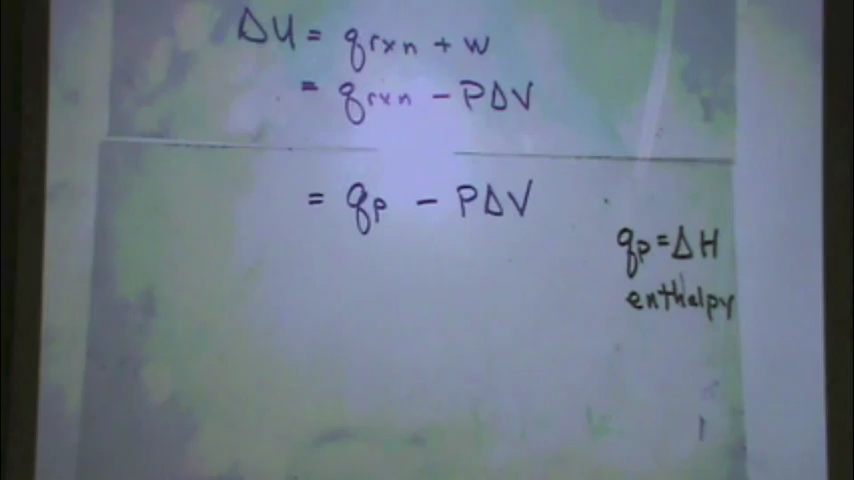 ΔU = qrxn + w
= qrxn - PΔV
= qp - PΔV
qp = ΔH
enthalpy